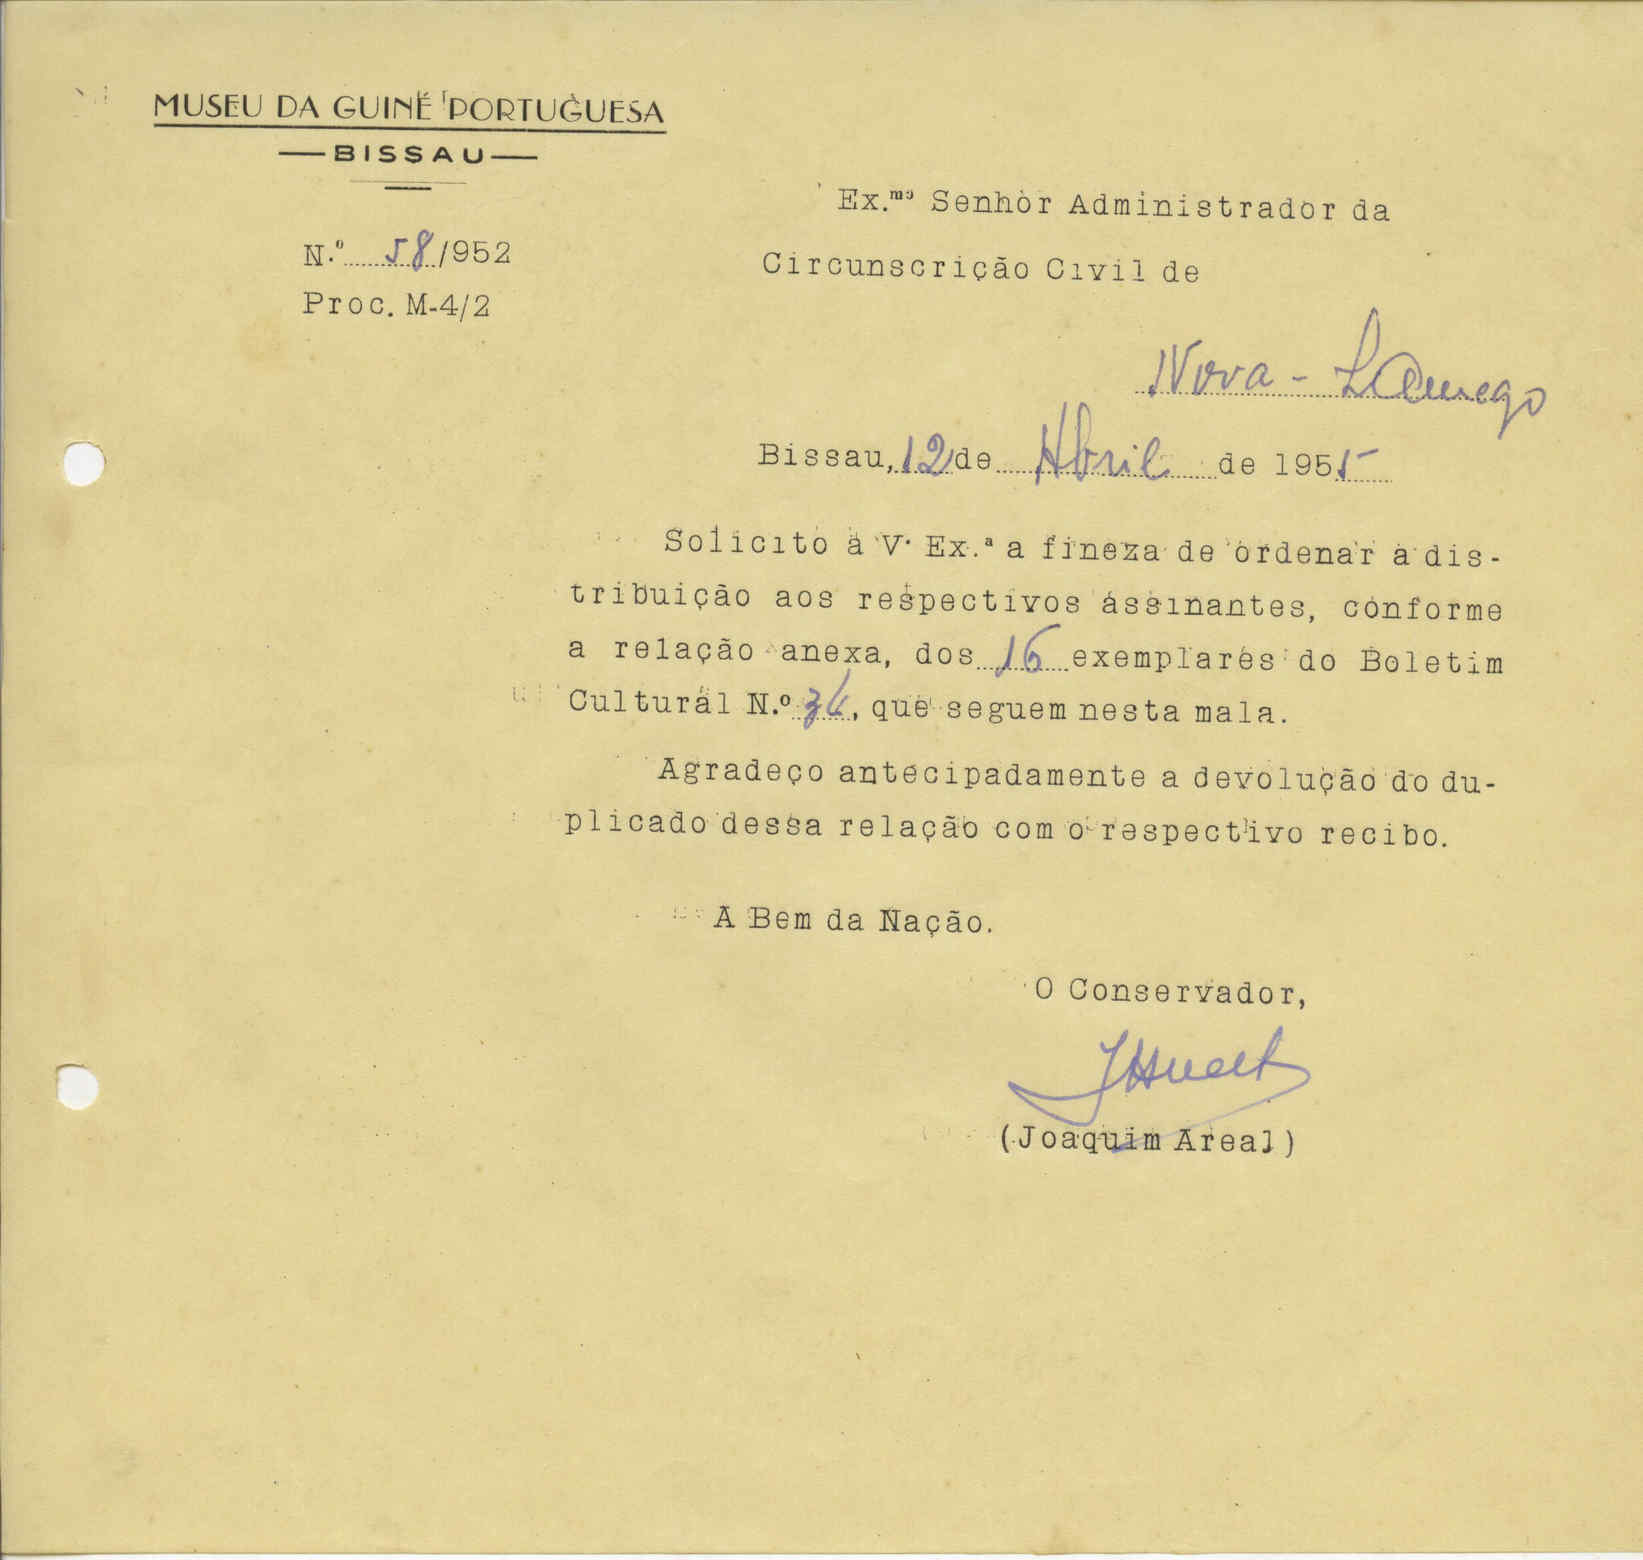 MUSEU DA GUINÉ PORTUGUESA
BISSAU
N.º 58/952
Proc. M-4/2
Ex.mo Senhor Administrador da
Circunscrição Civil de
Nova-Lamego
Bissau, 12 de Abril de 1955
Solicito a V. Ex.ª a fineza de ordenar a dis-
tribuição aos respectivos assinantes, conforme
a relação anexa, dos 16 exemplares do Boletim
Cultural N.º, que seguem nesta mala.
Agradeço antecipadamente a devolução do du-
plicado dessa relação com o respectivo recibo.
A Bem da Nação.
O Conservador,
(Joaquim Areal)